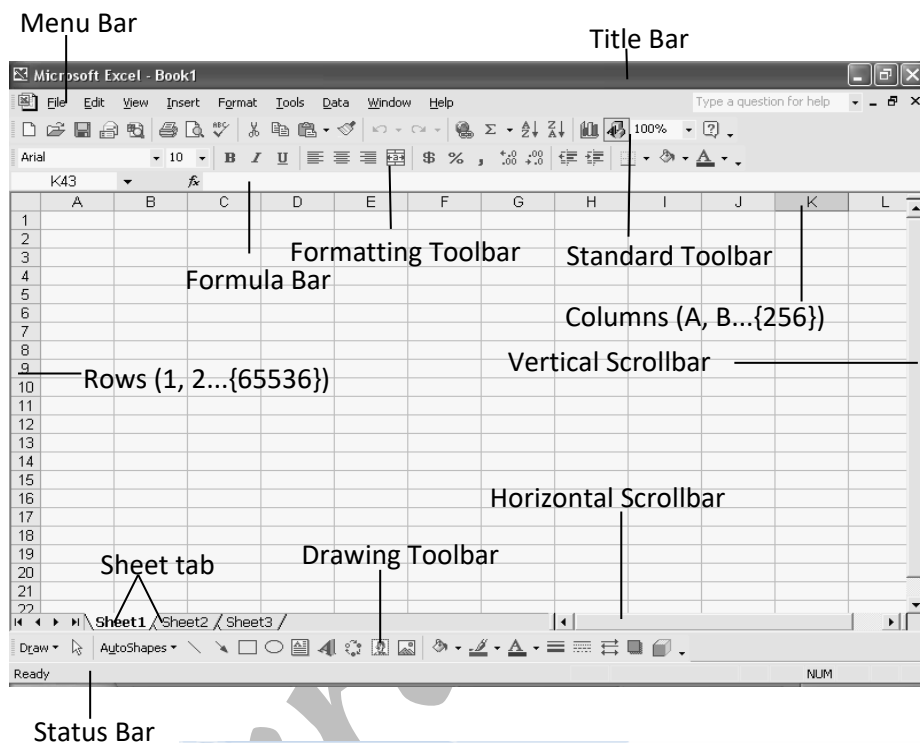 Menu Bar
Title Bar
Microsoft Excel - Book1
File Edit View Insert Format Tools Data Window Help Type a question for help
100%
Arial 10 B I U $ % ,
K43 fx
A B C D E F G H I J K L
1
2
3 Formatting Toolbar Standard Toolbar
4 Formula Bar
5
6 Columns (A, B...{256})
7
8 Vertical Scrollbar
9 Rows (1, 2...{65536})
10
11
12
13
14
15
16 Horizontal Scrollbar
17
18
19 Drawing Toolbar
20 Sheet tab
21
22
Sheet1 Sheet2 Sheet3
Draw AutoShapes
Ready NUM
Status Bar